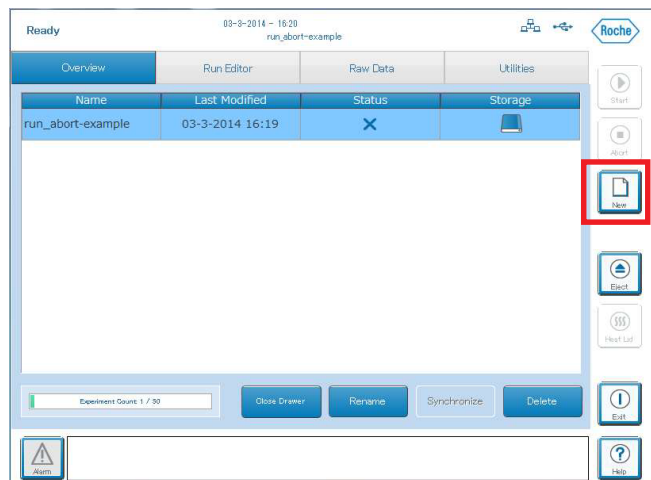 Ready
03-3-2014 - 16:20
run_abort-example
Roche
Overview Run Editor Raw Data Utilities
Name Last Modified Status Storage
run_abort-example 03-3-2014 16:19
Start
Abort
New
Eject
Heat Lid
Experiment Count: 1 / 50
Close Drawer Rename Synchronize Delete
Exit
Alarm
Help